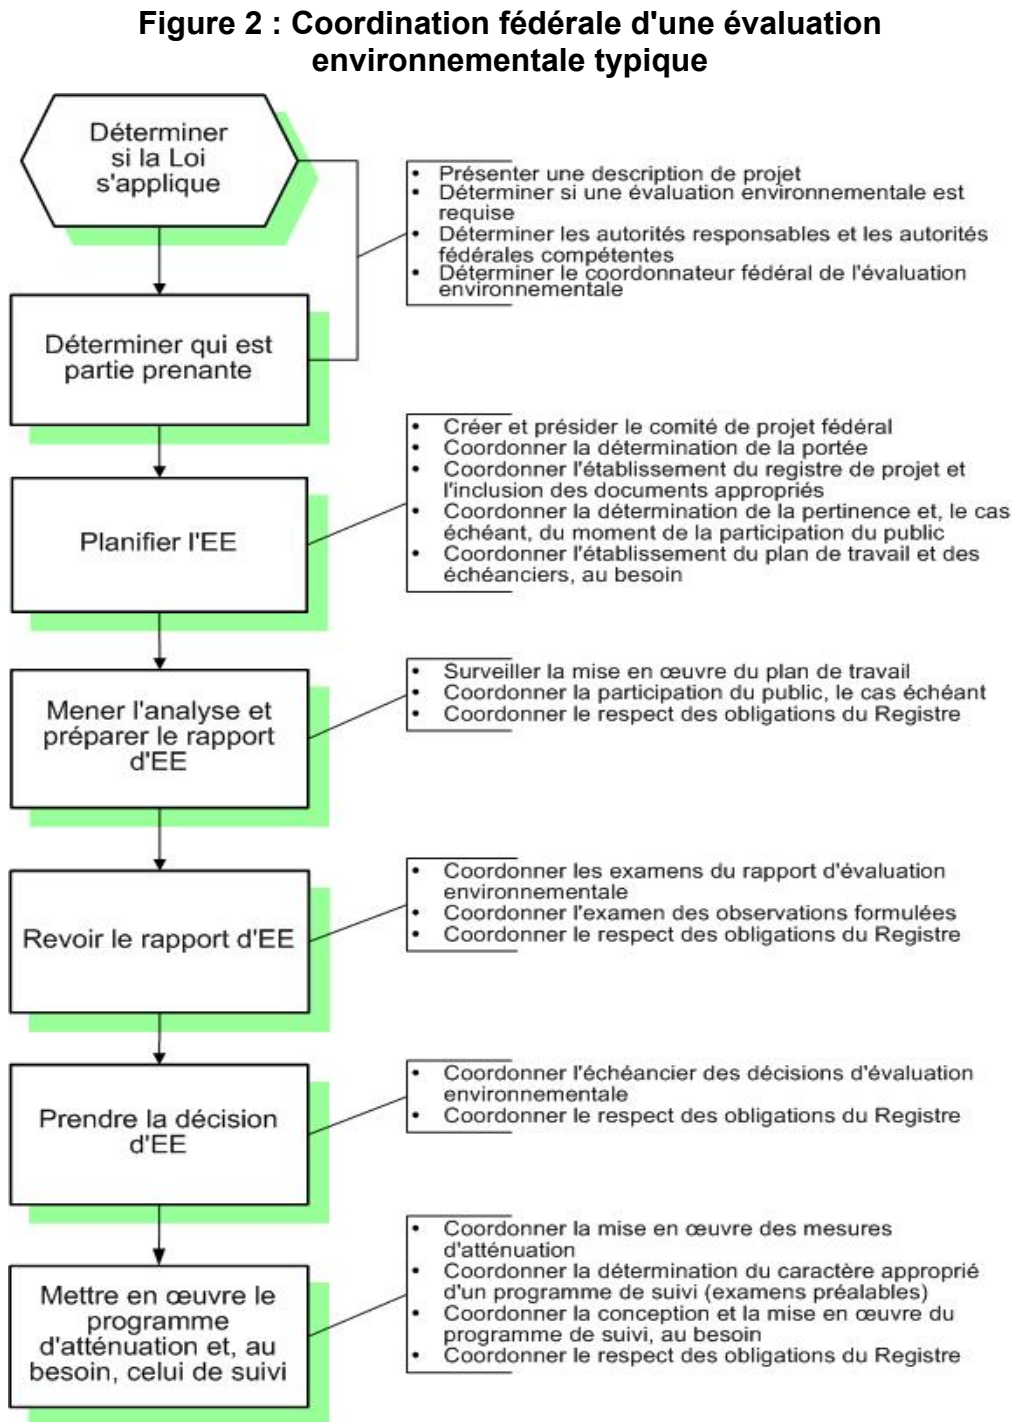 Figure 2 : Coordination fédérale d'une évaluation
environnementale typique
Déterminer
si la Loi
s'applique
• Présenter une description de projet
• Déterminer si une évaluation environnementale est
requise
• Déterminer les autorités responsables et les autorités
fédérales compétentes
• Déterminer le coordonnateur fédéral de l'évaluation
environnementale
Déterminer qui est
partie prenante
Planifier l'EE
• Créer et présider le comité de projet fédéral
• Coordonner la détermination de la portée
• Coordonner l'établissement du registre de projet et
l'inclusion des documents appropriés
• Coordonner la détermination de la pertinence et, le cas
échéant, du moment de la participation du public
• Coordonner l'établissement du plan de travail et des
échéanciers, au besoin
Mener l'analyse et
préparer le rapport
d'EE
• Surveiller la mise en œuvre du plan de travail
• Coordonner la participation du public, le cas échéant
• Coordonner le respect des obligations du Registre
Revoir le rapport d'EE
• Coordonner les examens du rapport d'évaluation
environnementale
• Coordonner l'examen des observations formulées
• Coordonner le respect des obligations du Registre
Prendre la décision
d'EE
• Coordonner l'échéancier des décisions d'évaluation
environnementale
• Coordonner le respect des obligations du Registre
Mettre en œuvre le
programme
d'atténuation et, au
besoin, celui de suivi
• Coordonner la mise en œuvre des mesures
d'atténuation
• Coordonner la détermination du caractère approprié
d'un programme de suivi (examens préalables)
• Coordonner la conception et la mise en œuvre du
programme de suivi, au besoin
• Coordonner le respect des obligations du Registre